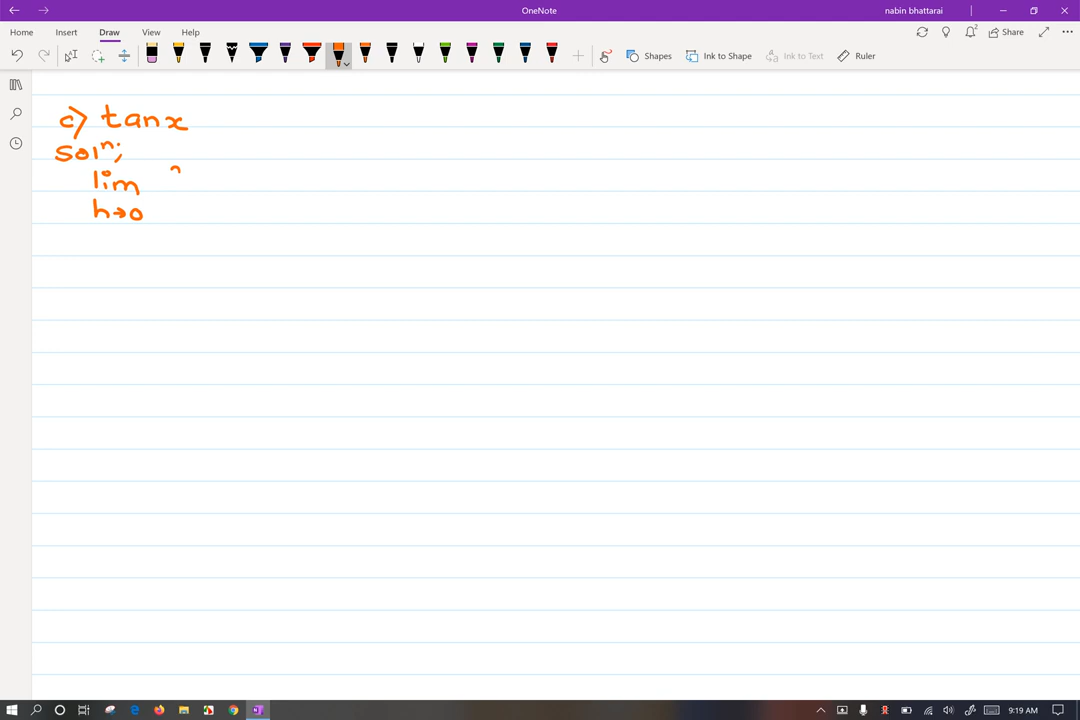 OneNote
nabin bhattarai
Home Insert Draw View Help
Share
Shapes Ink to Shape Ink to Text Ruler
c) tan x
Solⁿ;
lim
h→0
9:19 AM
2